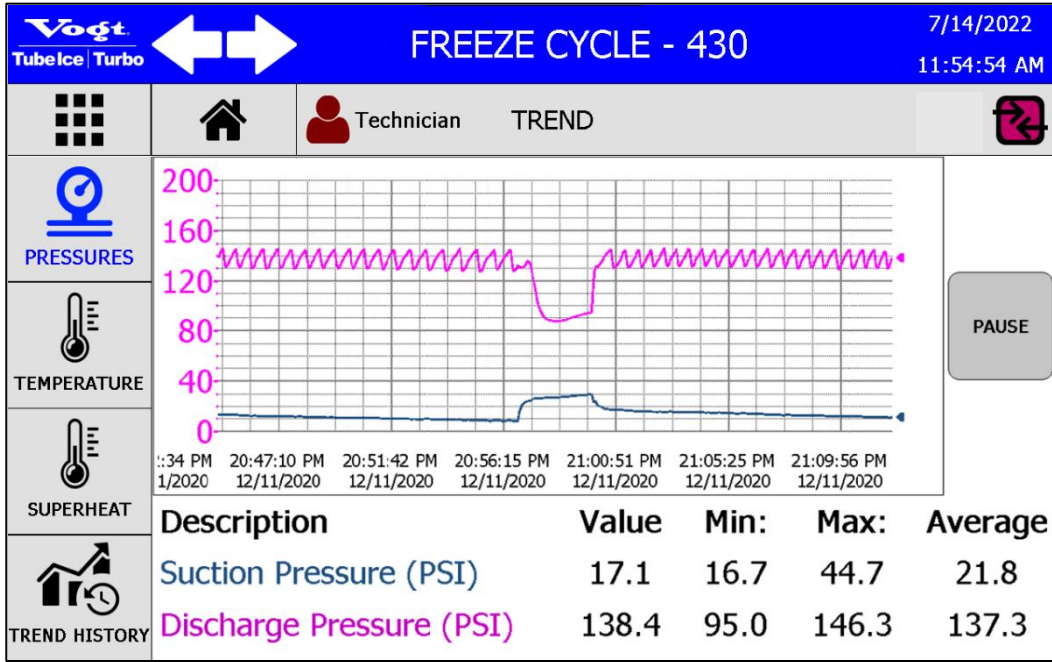 Vogt
TubeIce | Turbo
FREEZE CYCLE - 430
7/14/2022
11:54:54 AM
Technician
TREND
PRESSURES
TEMPERATURE
SUPERHEAT
TREND HISTORY
200
160
120
80
40
0
:34 PM 20:47:10 PM 20:51:42 PM 20:56:15 PM 21:00:51 PM 21:05:25 PM 21:09:56 PM
1/2020 12/11/2020 12/11/2020 12/11/2020 12/11/2020 12/11/2020 12/11/2020
PAUSE
Description Value Min: Max: Average
Suction Pressure (PSI) 17.1 16.7 44.7 21.8
Discharge Pressure (PSI) 138.4 95.0 146.3 137.3